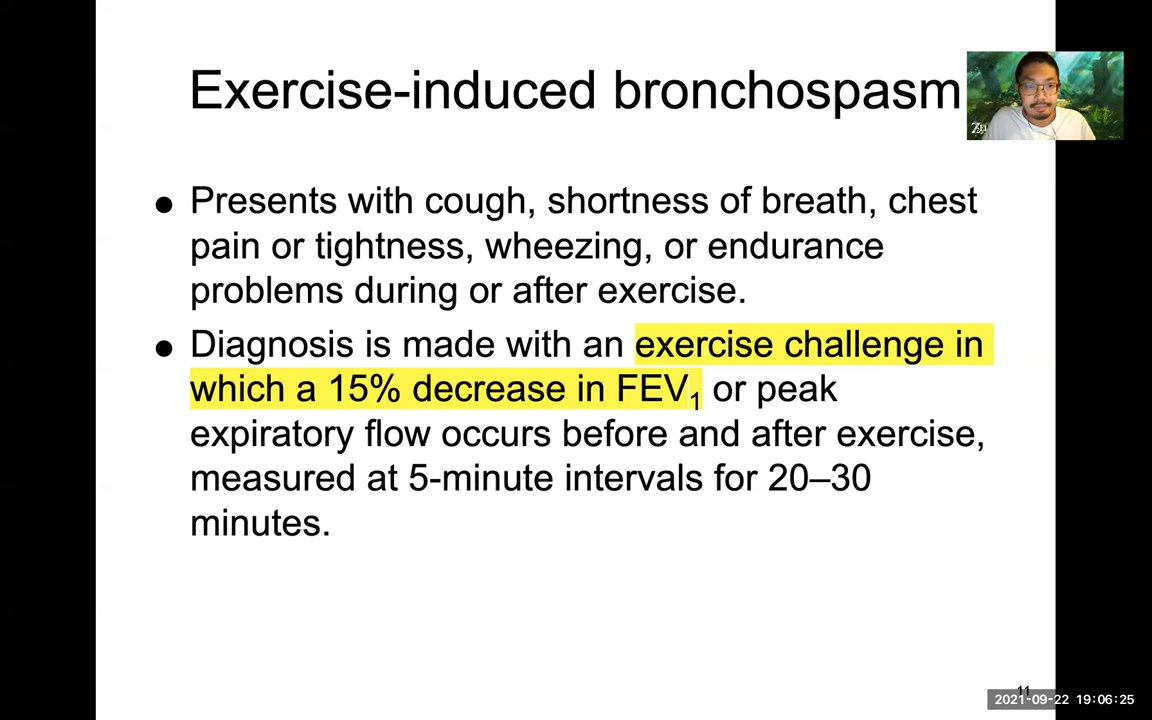 Exercise-induced bronchospasm
● Presents with cough, shortness of breath, chest
pain or tightness, wheezing, or endurance
problems during or after exercise.
● Diagnosis is made with an exercise challenge in
which a 15% decrease in FEV₁ or peak
expiratory flow occurs before and after exercise,
measured at 5-minute intervals for 20–30
minutes.
11
2021-09-22 19:06:25